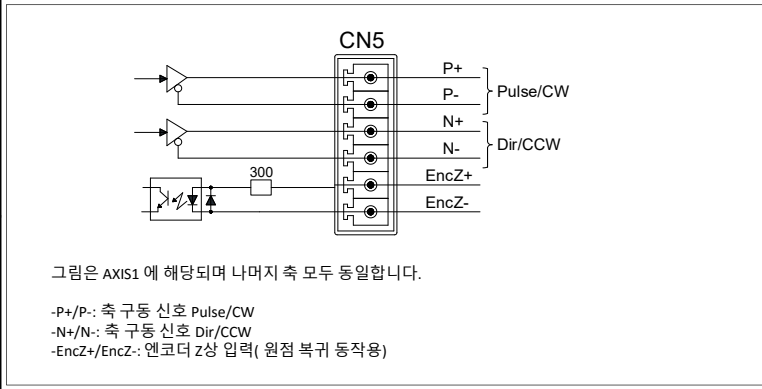 CN5
P+
P-
Pulse/CW
N+
N-
Dir/CCW
300
EncZ+
EncZ-
그림은 AXIS1 에 해당되며 나머지 축 모두 동일합니다.
-P+/P-: 축 구동 신호 Pulse/CW
-N+/N-: 축 구동 신호 Dir/CCW
-EncZ+/EncZ-: 엔코더 Z상 입력( 원점 복귀 동작용)